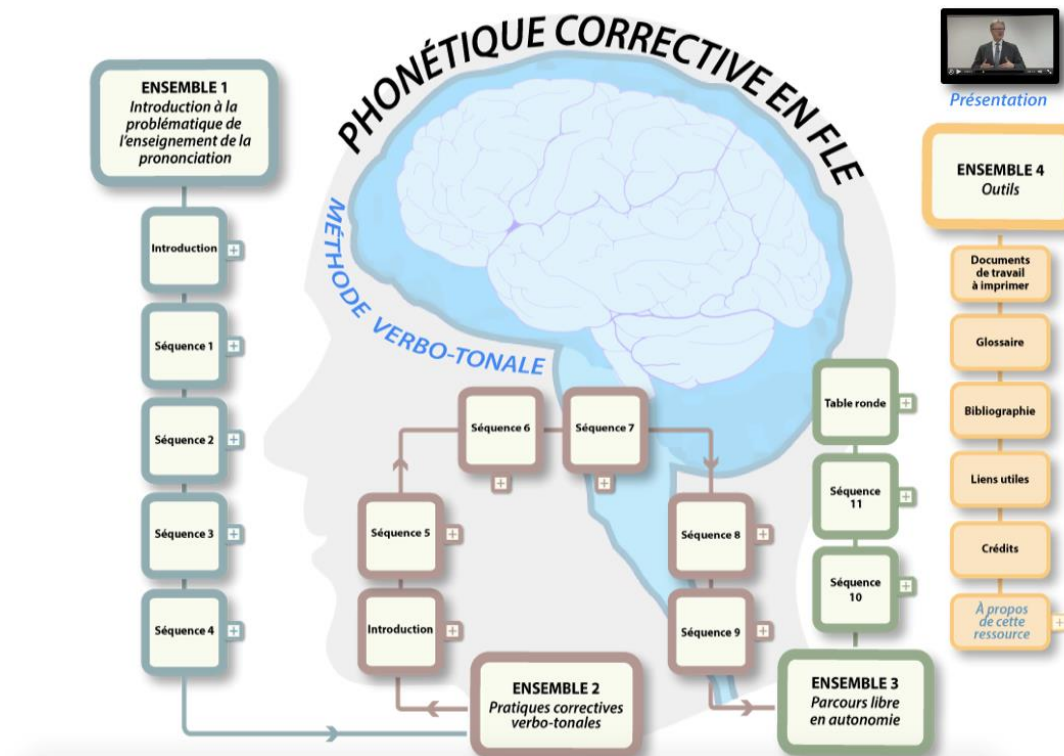 PHONÉTIQUE CORRECTIVE EN FLE
MÉTHODE VERBO-TONALE
Présentation
ENSEMBLE 1
Introduction à la
problématique de
l'enseignement de la
prononciation
Introduction
Séquence 1
Séquence 2
Séquence 3
Séquence 4
ENSEMBLE 2
Pratiques correctives
verbo-tonales
Introduction
Séquence 5
Séquence 6
Séquence 7
Séquence 8
Séquence 9
ENSEMBLE 3
Parcours libre
en autonomie
Séquence
10
Séquence
11
Table ronde
ENSEMBLE 4
Outils
Documents
de travail
à imprimer
Glossaire
Bibliographie
Liens utiles
Crédits
À propos
de cette
ressource